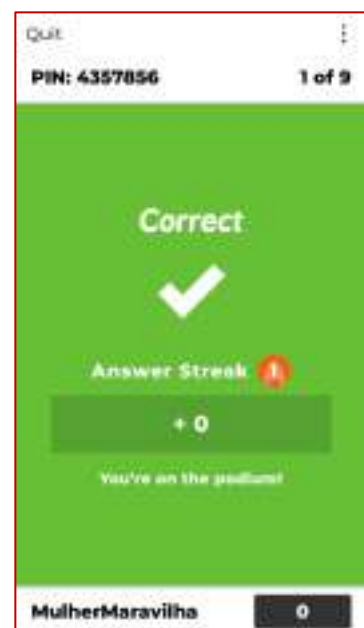 Quit
PIN: 4357856 1 of 9
Correct
Answer Streak 1
+ 0
You're on the podium!
MulherMaravilha 0